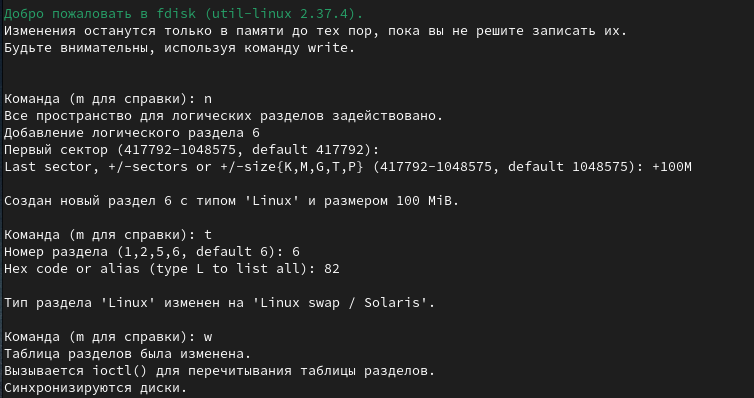 Добро пожаловать в fdisk (util-linux 2.37.4).
Изменения останутся только в памяти до тех пор, пока вы не решите записать их.
Будьте внимательны, используя команду write.
Команда (m для справки): n
Все пространство для логических разделов задействовано.
Добавление логического раздела 6
Первый сектор (417792-1048575, default 417792):
Last sector, +/-sectors or +/-size{K,M,G,T,P} (417792-1048575, default 1048575): +100M
Создан новый раздел 6 с типом 'Linux' и размером 100 MiB.
Команда (m для справки): t
Номер раздела (1,2,5,6, default 6): 6
Hex code or alias (type L to list all): 82
Тип раздела 'Linux' изменен на 'Linux swap / Solaris'.
Команда (m для справки): w
Таблица разделов была изменена.
Вызывается ioctl() для перечитывания таблицы разделов.
Синхронизируются диски.